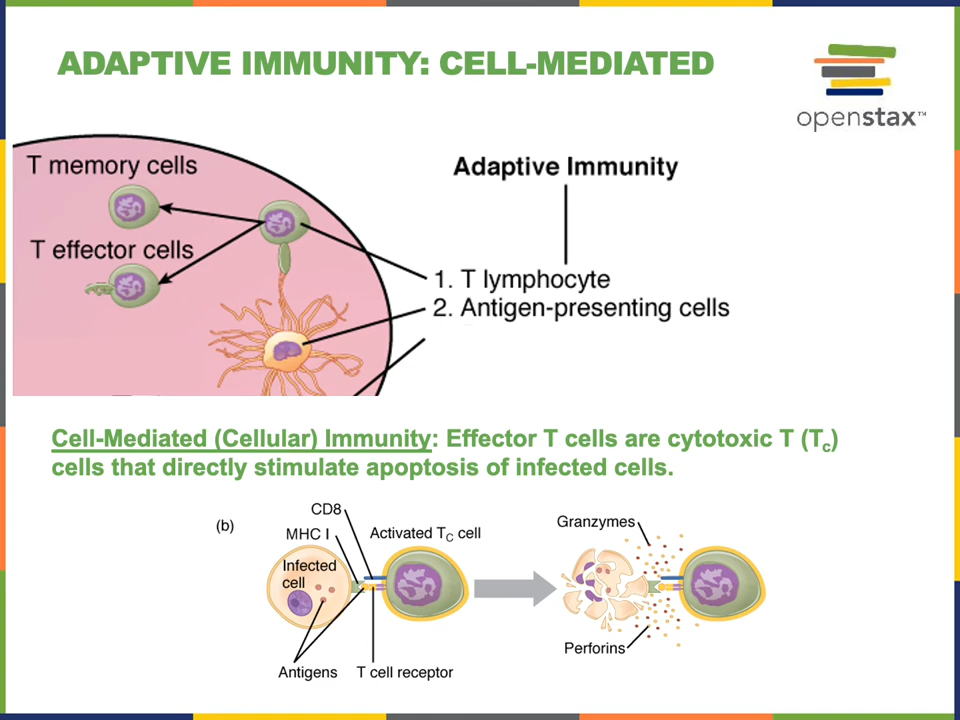 ADAPTIVE IMMUNITY: CELL-MEDIATED
openstax™
T memory cells
T effector cells
Adaptive Immunity
1. T lymphocyte
2. Antigen-presenting cells
Cell-Mediated (Cellular) Immunity: Effector T cells are cytotoxic T (Tc)
cells that directly stimulate apoptosis of infected cells.
(b)
CD8
MHC I
Activated TC cell
Infected
cell
Antigens
T cell receptor
Granzymes
Perforins